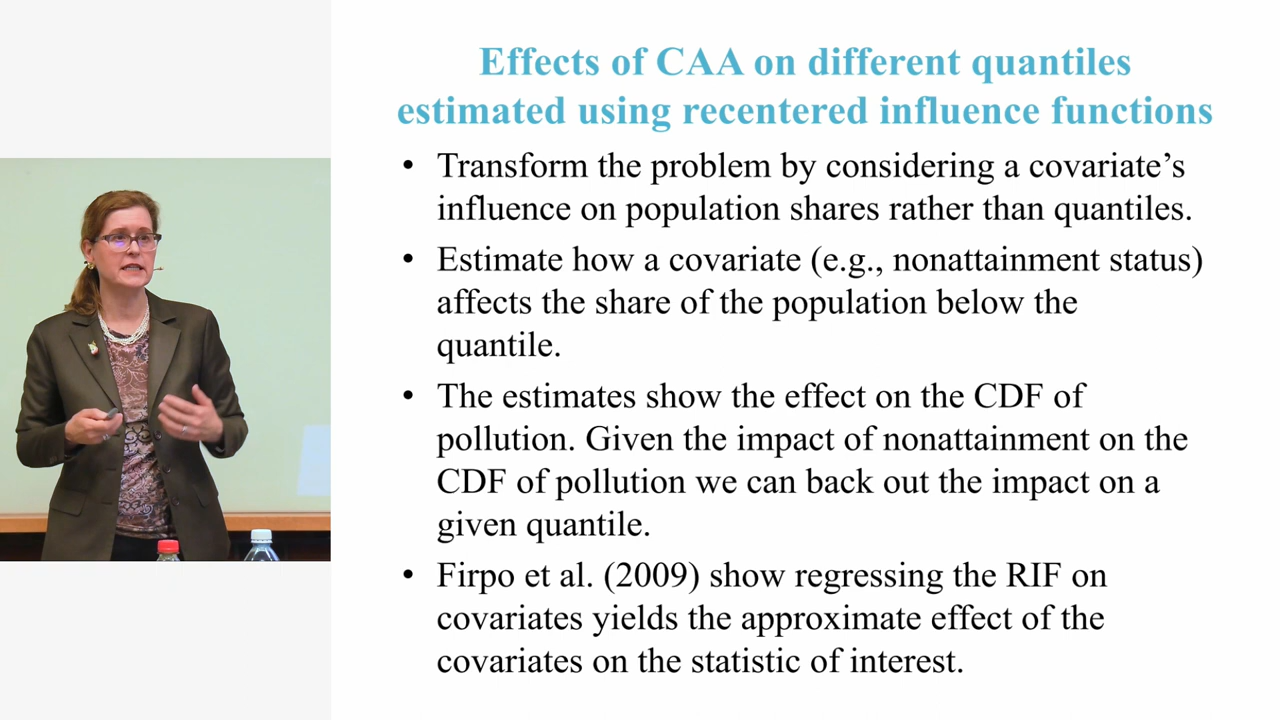 Effects of CAA on different quantiles
estimated using recentered influence functions
• Transform the problem by considering a covariate’s
influence on population shares rather than quantiles.
• Estimate how a covariate (e.g., nonattainment status)
affects the share of the population below the
quantile.
• The estimates show the effect on the CDF of
pollution. Given the impact of nonattainment on the
CDF of pollution we can back out the impact on a
given quantile.
• Firpo et al. (2009) show regressing the RIF on
covariates yields the approximate effect of the
covariates on the statistic of interest.